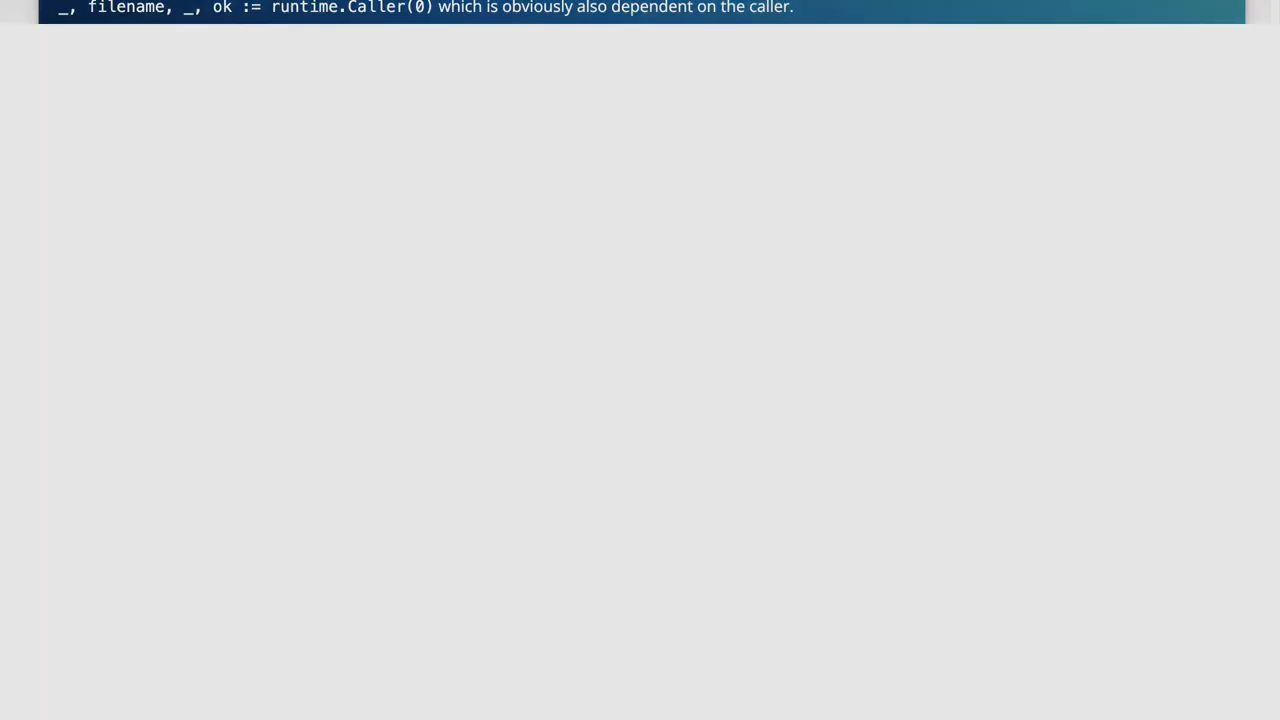 _, filename, _, ok := runtime.Caller(0) which is obviously also dependent on the caller.